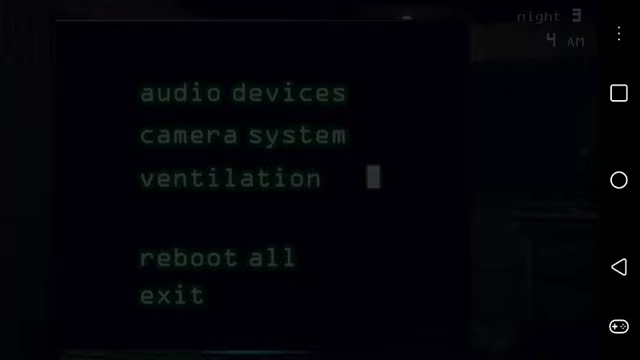 night 3
4 AM
audio devices
camera system
ventilation
reboot all
exit